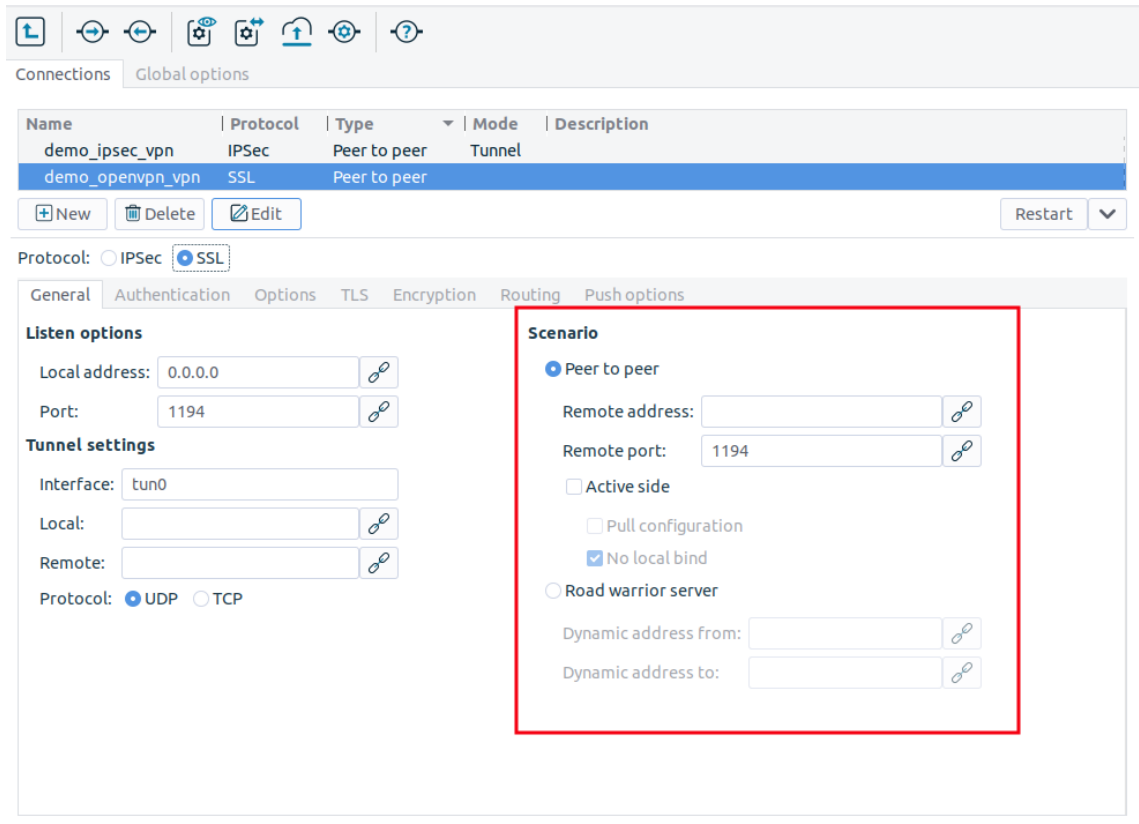 Connections Global options
Name Protocol Type Mode Description
demo_ipsec_vpn IPSec Peer to peer Tunnel
demo_openvpn_vpn SSL Peer to peer
New Delete Edit Restart
Protocol: IPSec SSL
General Authentication Options TLS Encryption Routing Push options
Listen options
Local address: 0.0.0.0
Port: 1194
Tunnel settings
Interface: tun0
Local:
Remote:
Protocol: UDP TCP
Scenario
Peer to peer
Remote address:
Remote port: 1194
Active side
Pull configuration
No local bind
Road warrior server
Dynamic address from:
Dynamic address to: